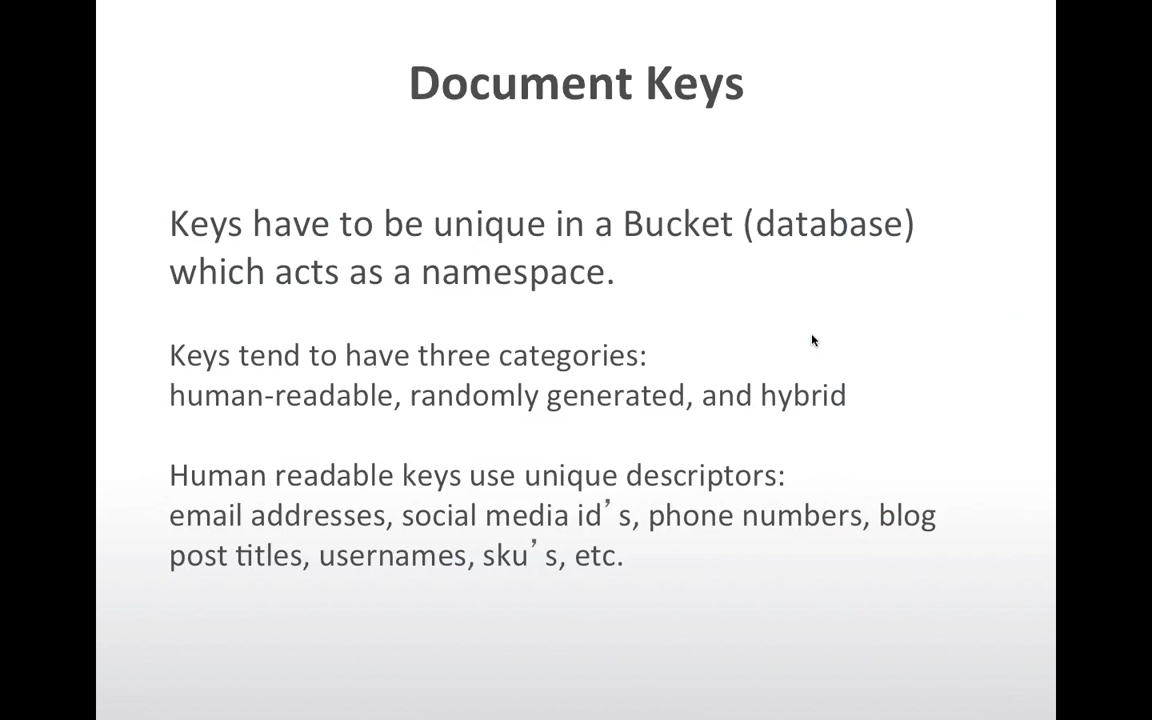 Document Keys
Keys have to be unique in a Bucket (database)
which acts as a namespace.
Keys tend to have three categories:
human-readable, randomly generated, and hybrid
Human readable keys use unique descriptors:
email addresses, social media id’s, phone numbers, blog
post titles, usernames, sku’s, etc.